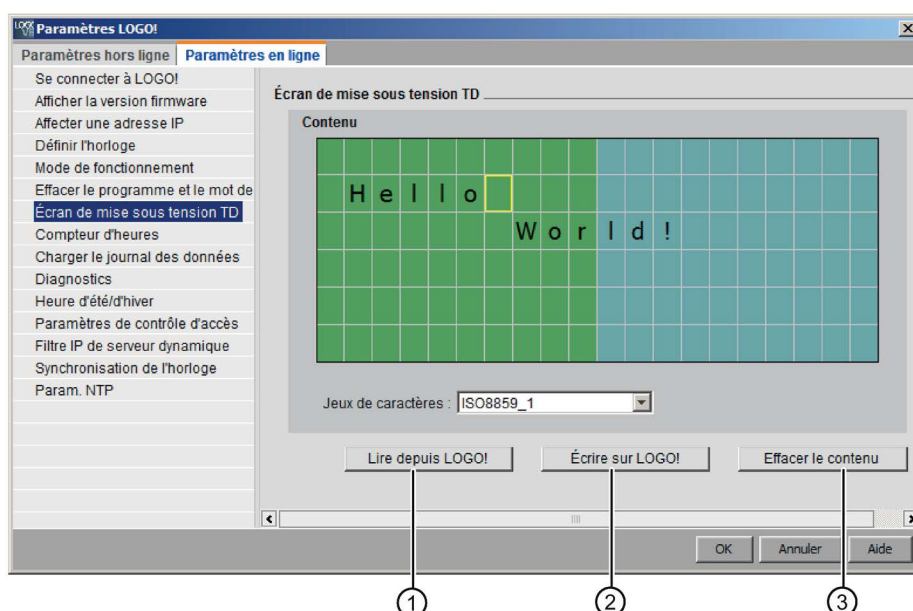 Paramètres LOGO!
Paramètres hors ligne Paramètres en ligne
Se connecter à LOGO!
Afficher la version firmware
Affecter une adresse IP
Définir l'horloge
Mode de fonctionnement
Effacer le programme et le mot de
Écran de mise sous tension TD
Compteur d'heures
Charger le journal des données
Diagnostics
Heure d'été/d'hiver
Paramètres de contrôle d'accès
Filtre IP de serveur dynamique
Synchronisation de l'horloge
Param. NTP
Écran de mise sous tension TD
Contenu
Hello
World!
Jeux de caractères : ISO8859_1
Lire depuis LOGO! Écrire sur LOGO! Effacer le contenu
OK Annuler Aide
1 2 3